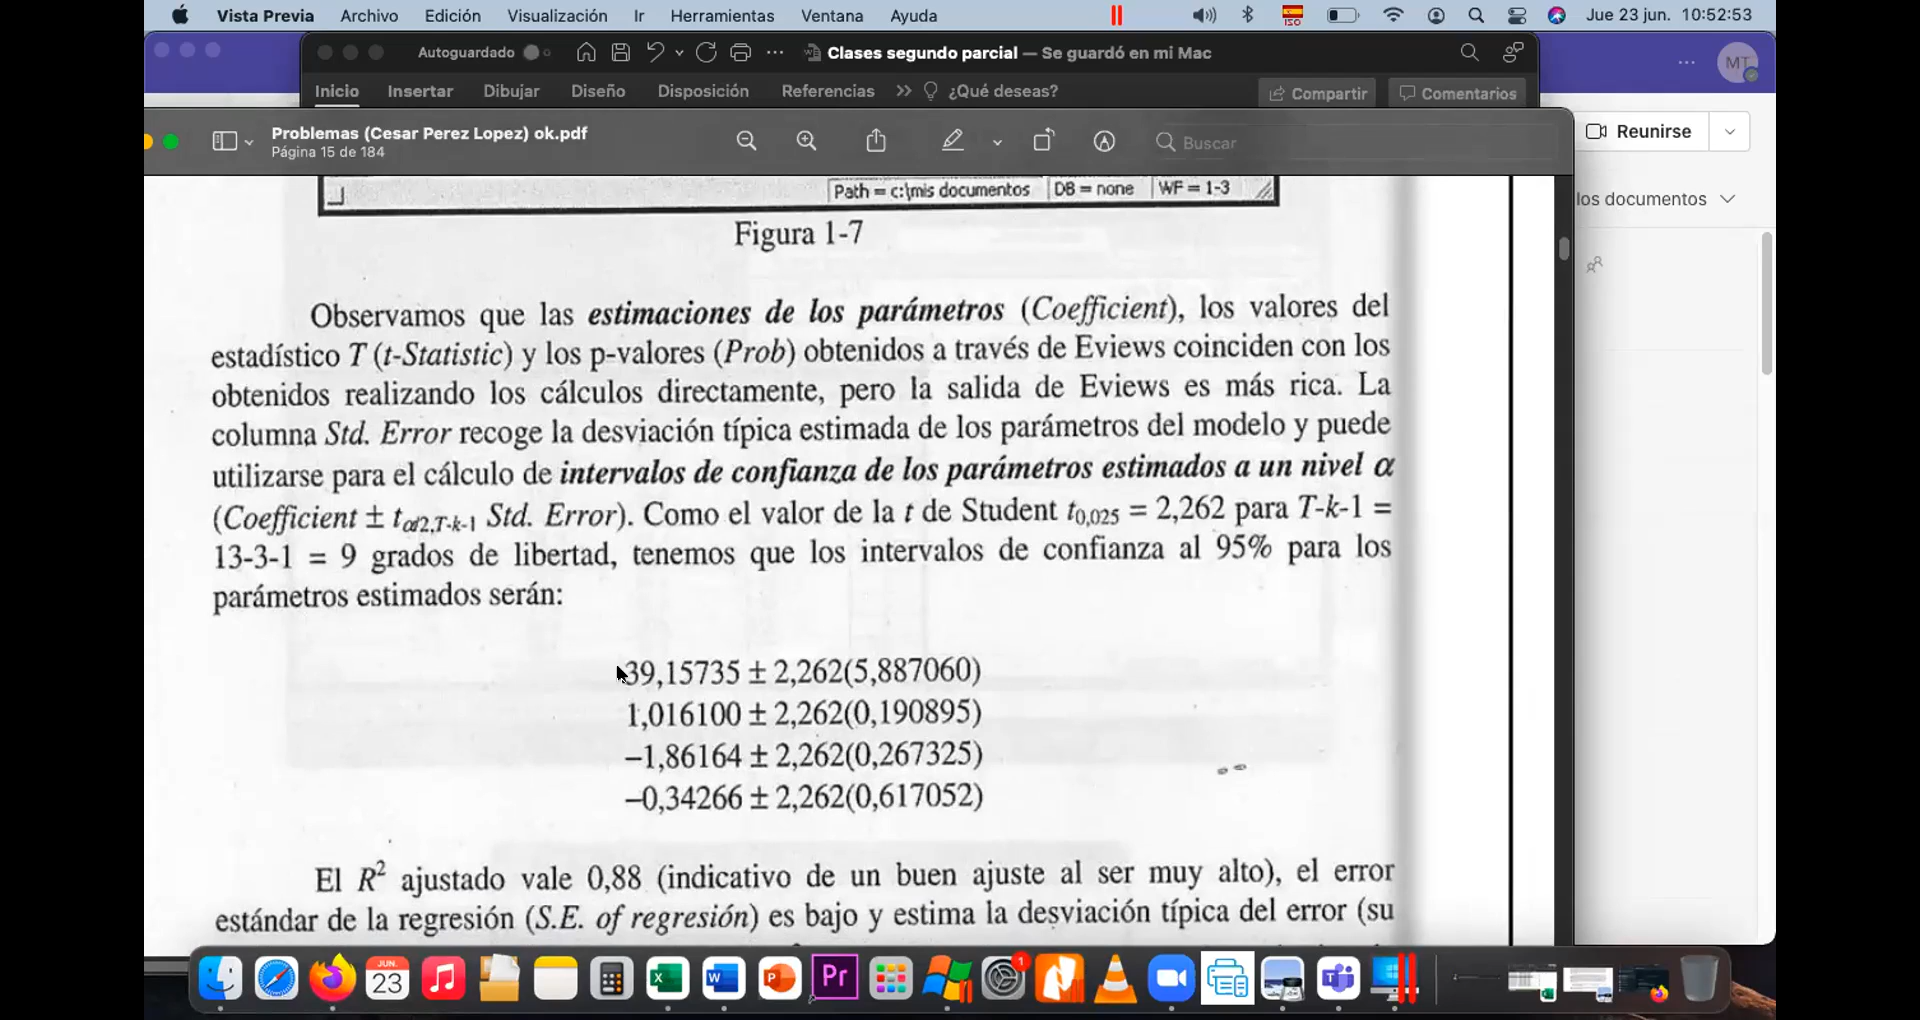 Vista Previa Archivo Edición Visualización Ir Herramientas Ventana Ayuda ISO Jue 23 jun. 10:52:53
Autoguardado ··· Clases segundo parcial — Se guardó en mi Mac
··· MT
Inicio Insertar Dibujar Diseño Disposición Referencias >> ¿Qué deseas? Compartir Comentarios
Problemas (Cesar Perez Lopez) ok.pdf
Página 15 de 184
Buscar
Reunirse
los documentos
Path = c:\mis documentos DB = none WF = 1-3
Figura 1-7
Observamos que las estimaciones de los parámetros (Coefficient), los valores del
estadístico T (t-Statistic) y los p-valores (Prob) obtenidos a través de Eviews coinciden con los
obtenidos realizando los cálculos directamente, pero la salida de Eviews es más rica. La
columna Std. Error recoge la desviación típica estimada de los parámetros del modelo y puede
utilizarse para el cálculo de intervalos de confianza de los parámetros estimados a un nivel α
(Coefficient ± tα/2,T-k-1 Std. Error). Como el valor de la t de Student t0,025 = 2,262 para T-k-1 =
13-3-1 = 9 grados de libertad, tenemos que los intervalos de confianza al 95% para los
parámetros estimados serán:
39,15735 ± 2,262(5,887060)
1,016100 ± 2,262(0,190895)
–1,86164 ± 2,262(0,267325)
–0,34266 ± 2,262(0,617052)
El R² ajustado vale 0,88 (indicativo de un buen ajuste al ser muy alto), el error
estándar de la regresión (S.E. of regresión) es bajo y estima la desviación típica del error (su
JUN.
23
Pr
1